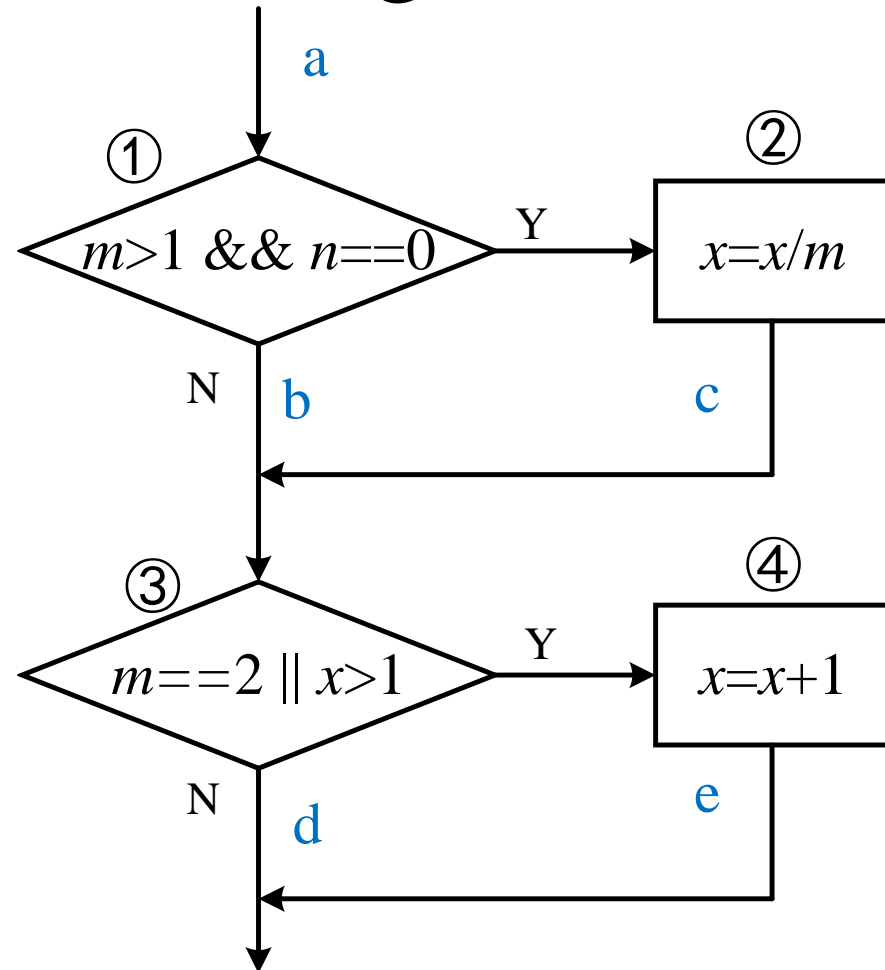 a
①
②
m>1 && n==0
Y
x=x/m
N
b
c
③
④
m==2 || x>1
Y
x=x+1
N
d
e